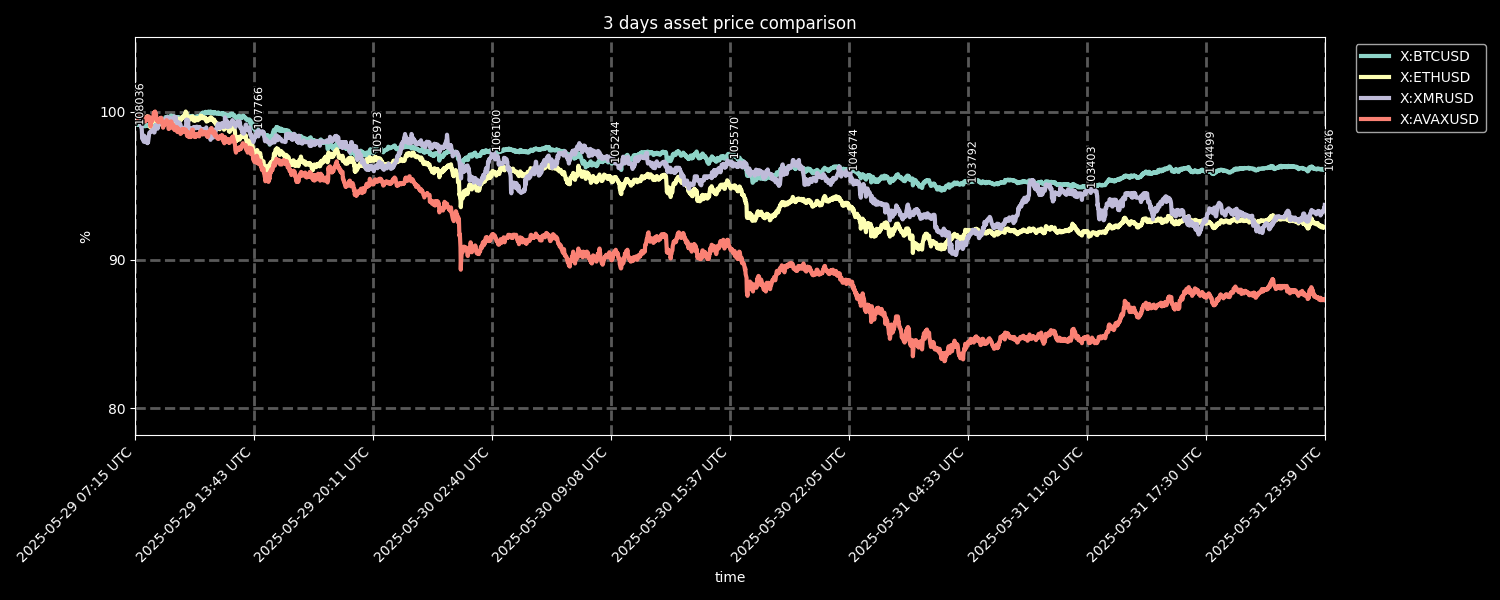 3 days asset price comparison
X:BTCUSD
X:ETHUSD
X:XMRUSD
X:AVAXUSD
100
90
80
%
108036
107766
105973
106100
105244
105570
104674
103792
103403
104499
104646
2025-05-29 07:15 UTC
2025-05-29 13:43 UTC
2025-05-29 20:11 UTC
2025-05-30 02:40 UTC
2025-05-30 09:08 UTC
2025-05-30 15:37 UTC
2025-05-30 22:05 UTC
2025-05-31 04:33 UTC
2025-05-31 11:02 UTC
2025-05-31 17:30 UTC
2025-05-31 23:59 UTC
time